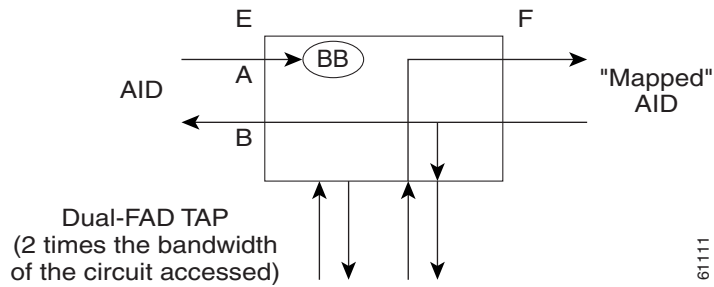 E
F
A
BB
AID
"Mapped"
AID
B
Dual-FAD TAP
(2 times the bandwidth
of the circuit accessed)
61111